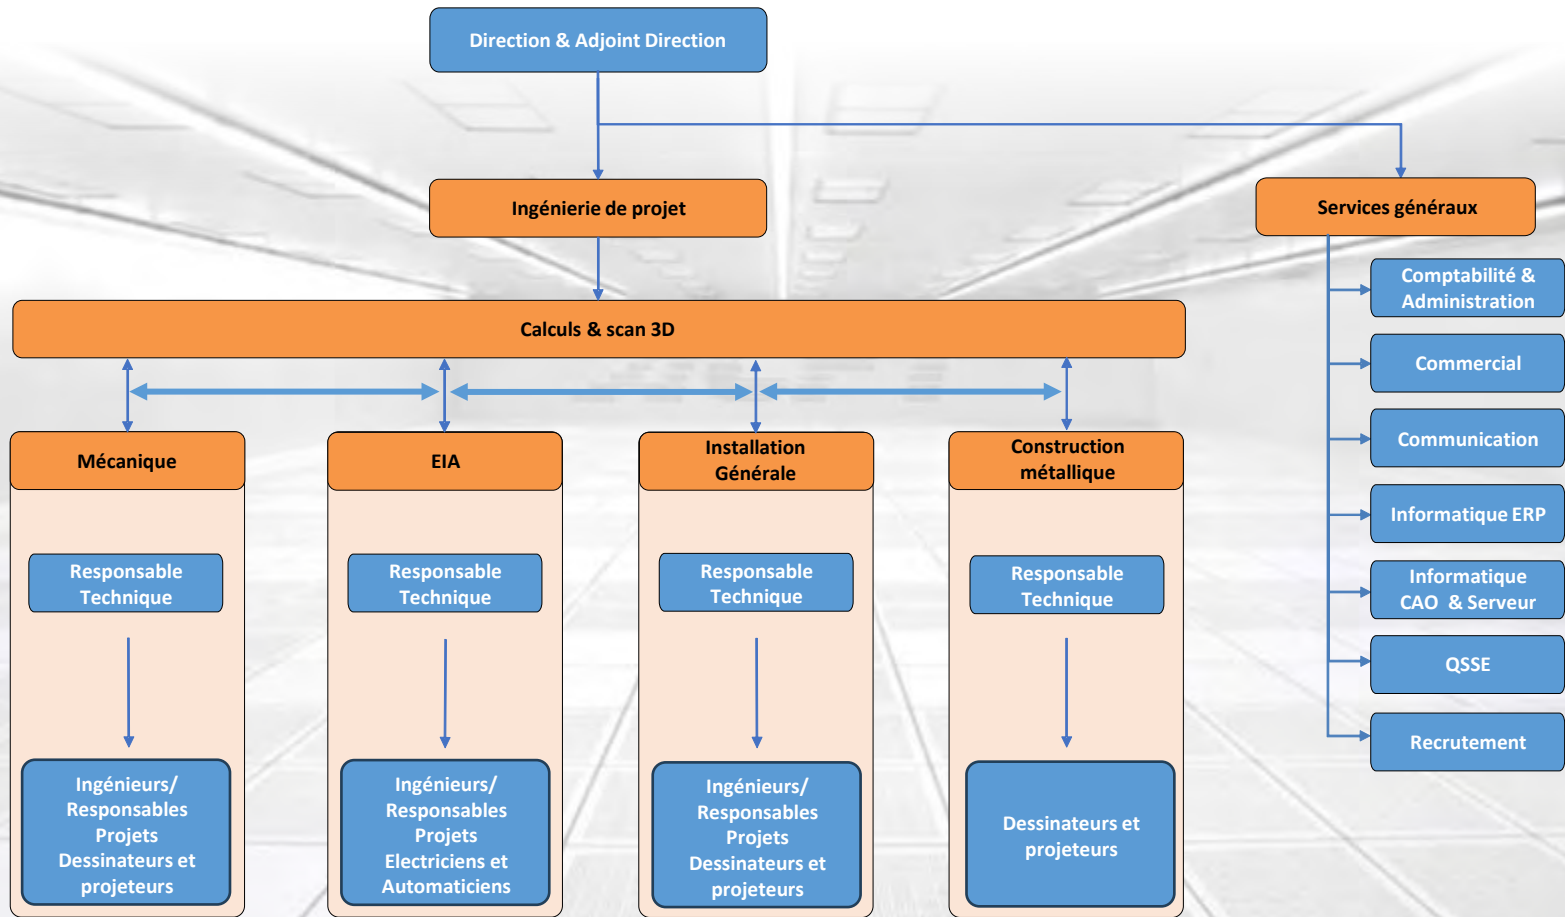 Direction & Adjoint Direction
Ingénierie de projet
Services généraux
Calculs & scan 3D
Mécanique
Responsable
Technique
Ingénieurs/
Responsables
Projets
Dessinateurs et
projeteurs
EIA
Responsable
Technique
Ingénieurs/
Responsables
Projets
Electriciens et
Automaticiens
Installation
Générale
Responsable
Technique
Ingénieurs/
Responsables
Projets
Dessinateurs et
projeteurs
Construction
métallique
Responsable
Technique
Dessinateurs et
projeteurs
Comptabilité &
Administration
Commercial
Communication
Informatique ERP
Informatique
CAO & Serveur
QSSE
Recrutement